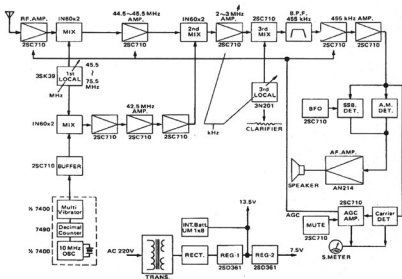 RF. AMP.
IN60x2
MIX
44.5~45.5 MHz
AMP.
IN60x2
2nd
MIX
2~3 MHz
AMP.
2SC710
3rd
MIX
B.P.F.
455 kHz
455 kHz AMP.
2SC710
2SC710
2SC710
2SC710
2SC710
3SK39
1st
LOCAL
MHz
45.5
~
75.5
MHz
3rd
LOCAL
3N201
CLARIFIER
kHz
IN60x2
MIX
42.5 MHz
AMP.
2SC710
2SC710
2SC710
BUFFER
BFO
2SC710
SSB.
DET.
A.M.
DET.
AF-AMP.
AN214
SPEAKER
½ 7400
Multi
Vibrator
7490
Decimal
Counter
½ 7400
10 MHz
OSC
AC 220V
TRANS.
RECT.
INT.Batt.
UM 1x8
13.5V
REG-1
2SD361
REG-2
2SD361
7.5V
AGC
2SC710
AGC
AMP.
Carrier
DET
MUTE
2SC710
S.METER